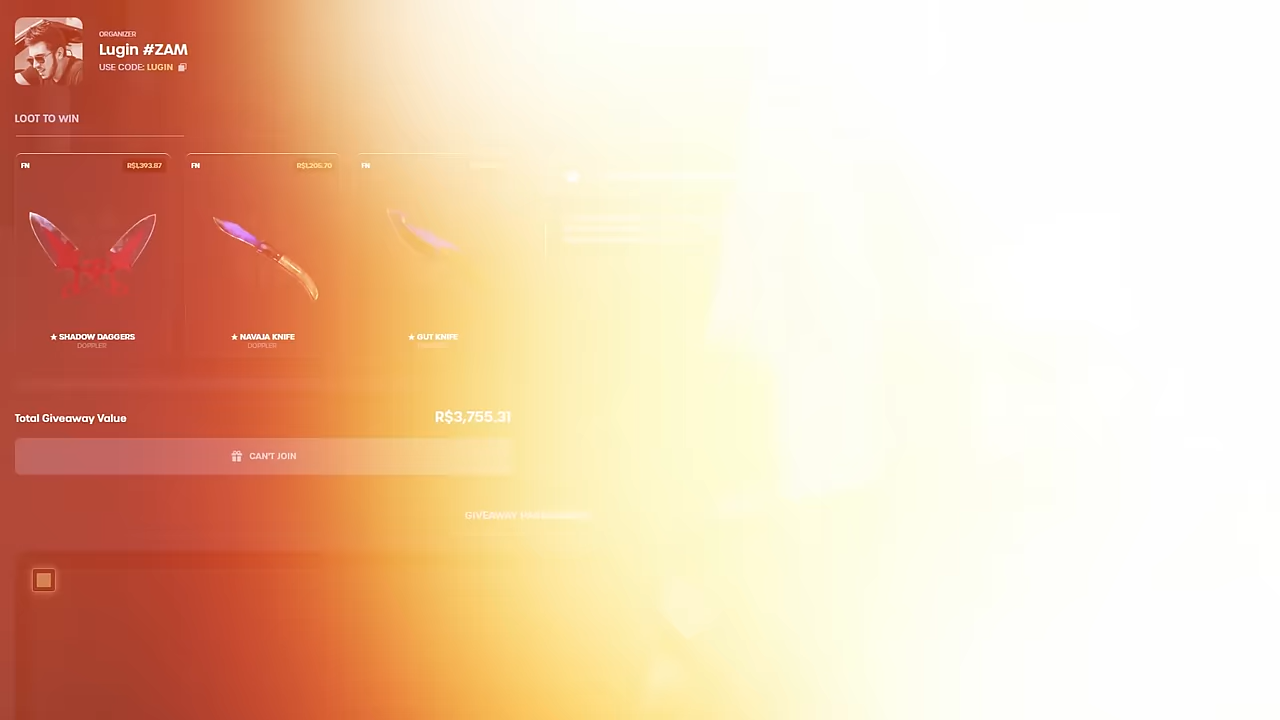 ORGANIZER
Lugin #ZAM
USE CODE: LUGIN
LOOT TO WIN
FN R$1,393.87
FN R$1,205.70
FN
★ SHADOW DAGGERS
DOPPLER
★ NAVAJA KNIFE
DOPPLER
★ GUT KNIFE
Total Giveaway Value R$3,755.31
CAN'T JOIN
GIVEAWAY